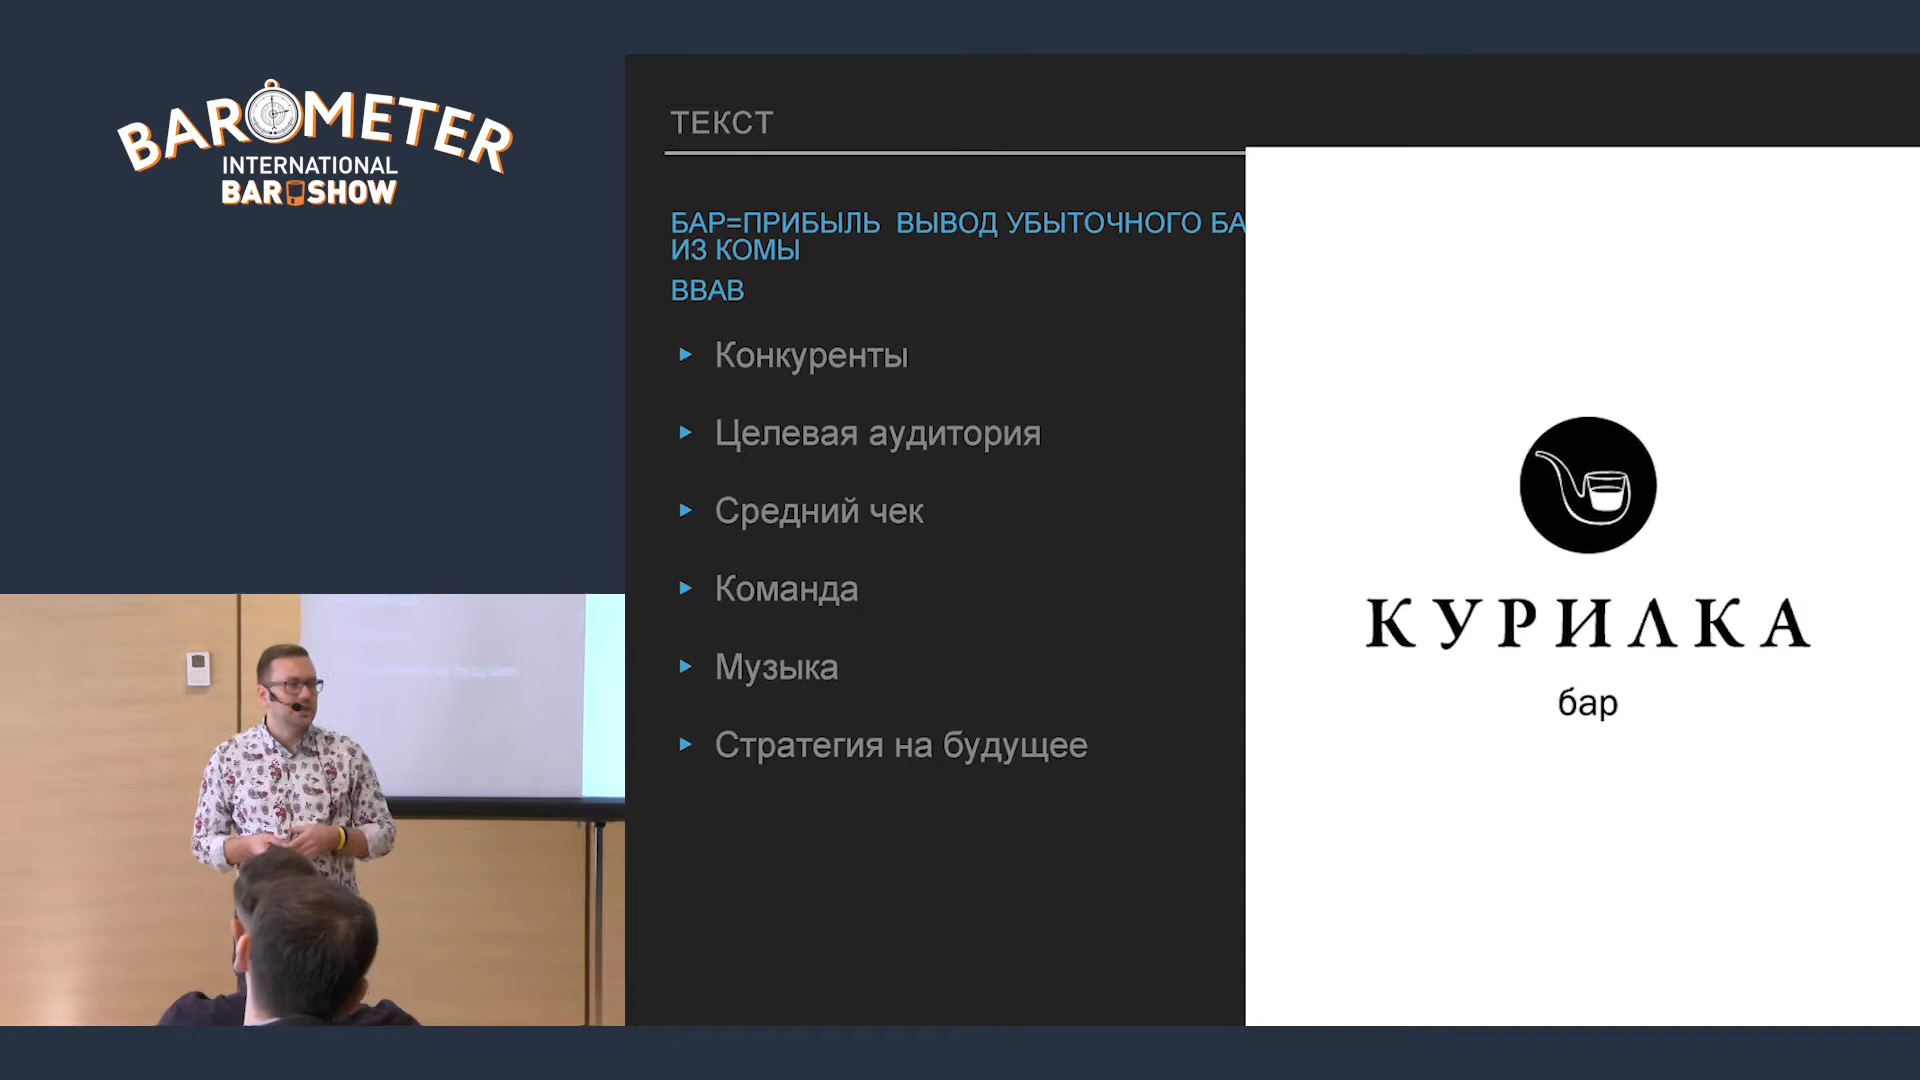 BAROMETER
INTERNATIONAL
BAR SHOW
ТЕКСТ
БАР=ПРИБЫЛЬ ВЫВОД УБЫТОЧНОГО БА
ИЗ КОМЫ
BBAB
Конкуренты
Целевая аудитория
Средний чек
Команда
Музыка
Стратегия на будущее
КУРИЛКА
бар